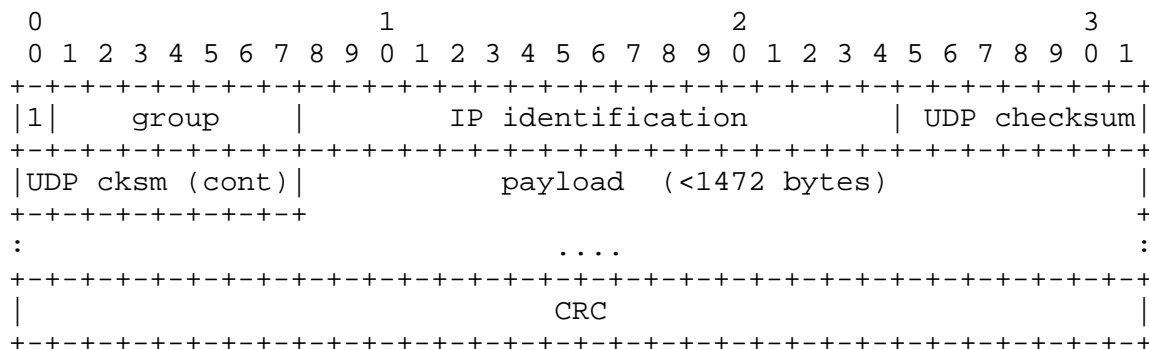 0                   1                   2                   3
 0 1 2 3 4 5 6 7 8 9 0 1 2 3 4 5 6 7 8 9 0 1 2 3 4 5 6 7 8 9 0 1
+-+-+-+-+-+-+-+-+-+-+-+-+-+-+-+-+-+-+-+-+-+-+-+-+-+-+-+-+-+-+-+-+
|1|    group    |        IP identification        | UDP checksum|
+-+-+-+-+-+-+-+-+-+-+-+-+-+-+-+-+-+-+-+-+-+-+-+-+-+-+-+-+-+-+-+-+
|UDP cksm (cont)|           payload  (<1472 bytes)              |
+-+-+-+-+-+-+-+-+                                               +
:                              ....                             :
+-+-+-+-+-+-+-+-+-+-+-+-+-+-+-+-+-+-+-+-+-+-+-+-+-+-+-+-+-+-+-+-+
|                              CRC                              |
+-+-+-+-+-+-+-+-+-+-+-+-+-+-+-+-+-+-+-+-+-+-+-+-+-+-+-+-+-+-+-+-+